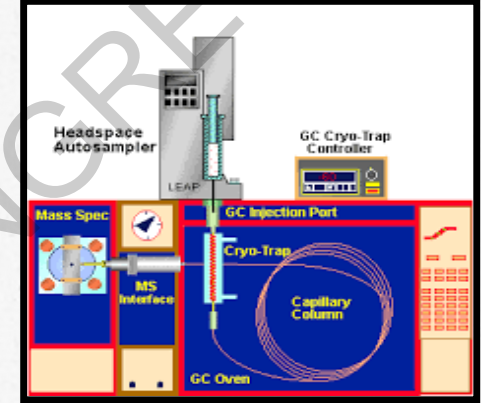 Headspace
Autosampler
GC Cryo-Trap
Controller
LEAP
Mass Spec
GC Injection Port
Cryo-Trap
MS
Interface
Capillary
Column
GC Oven